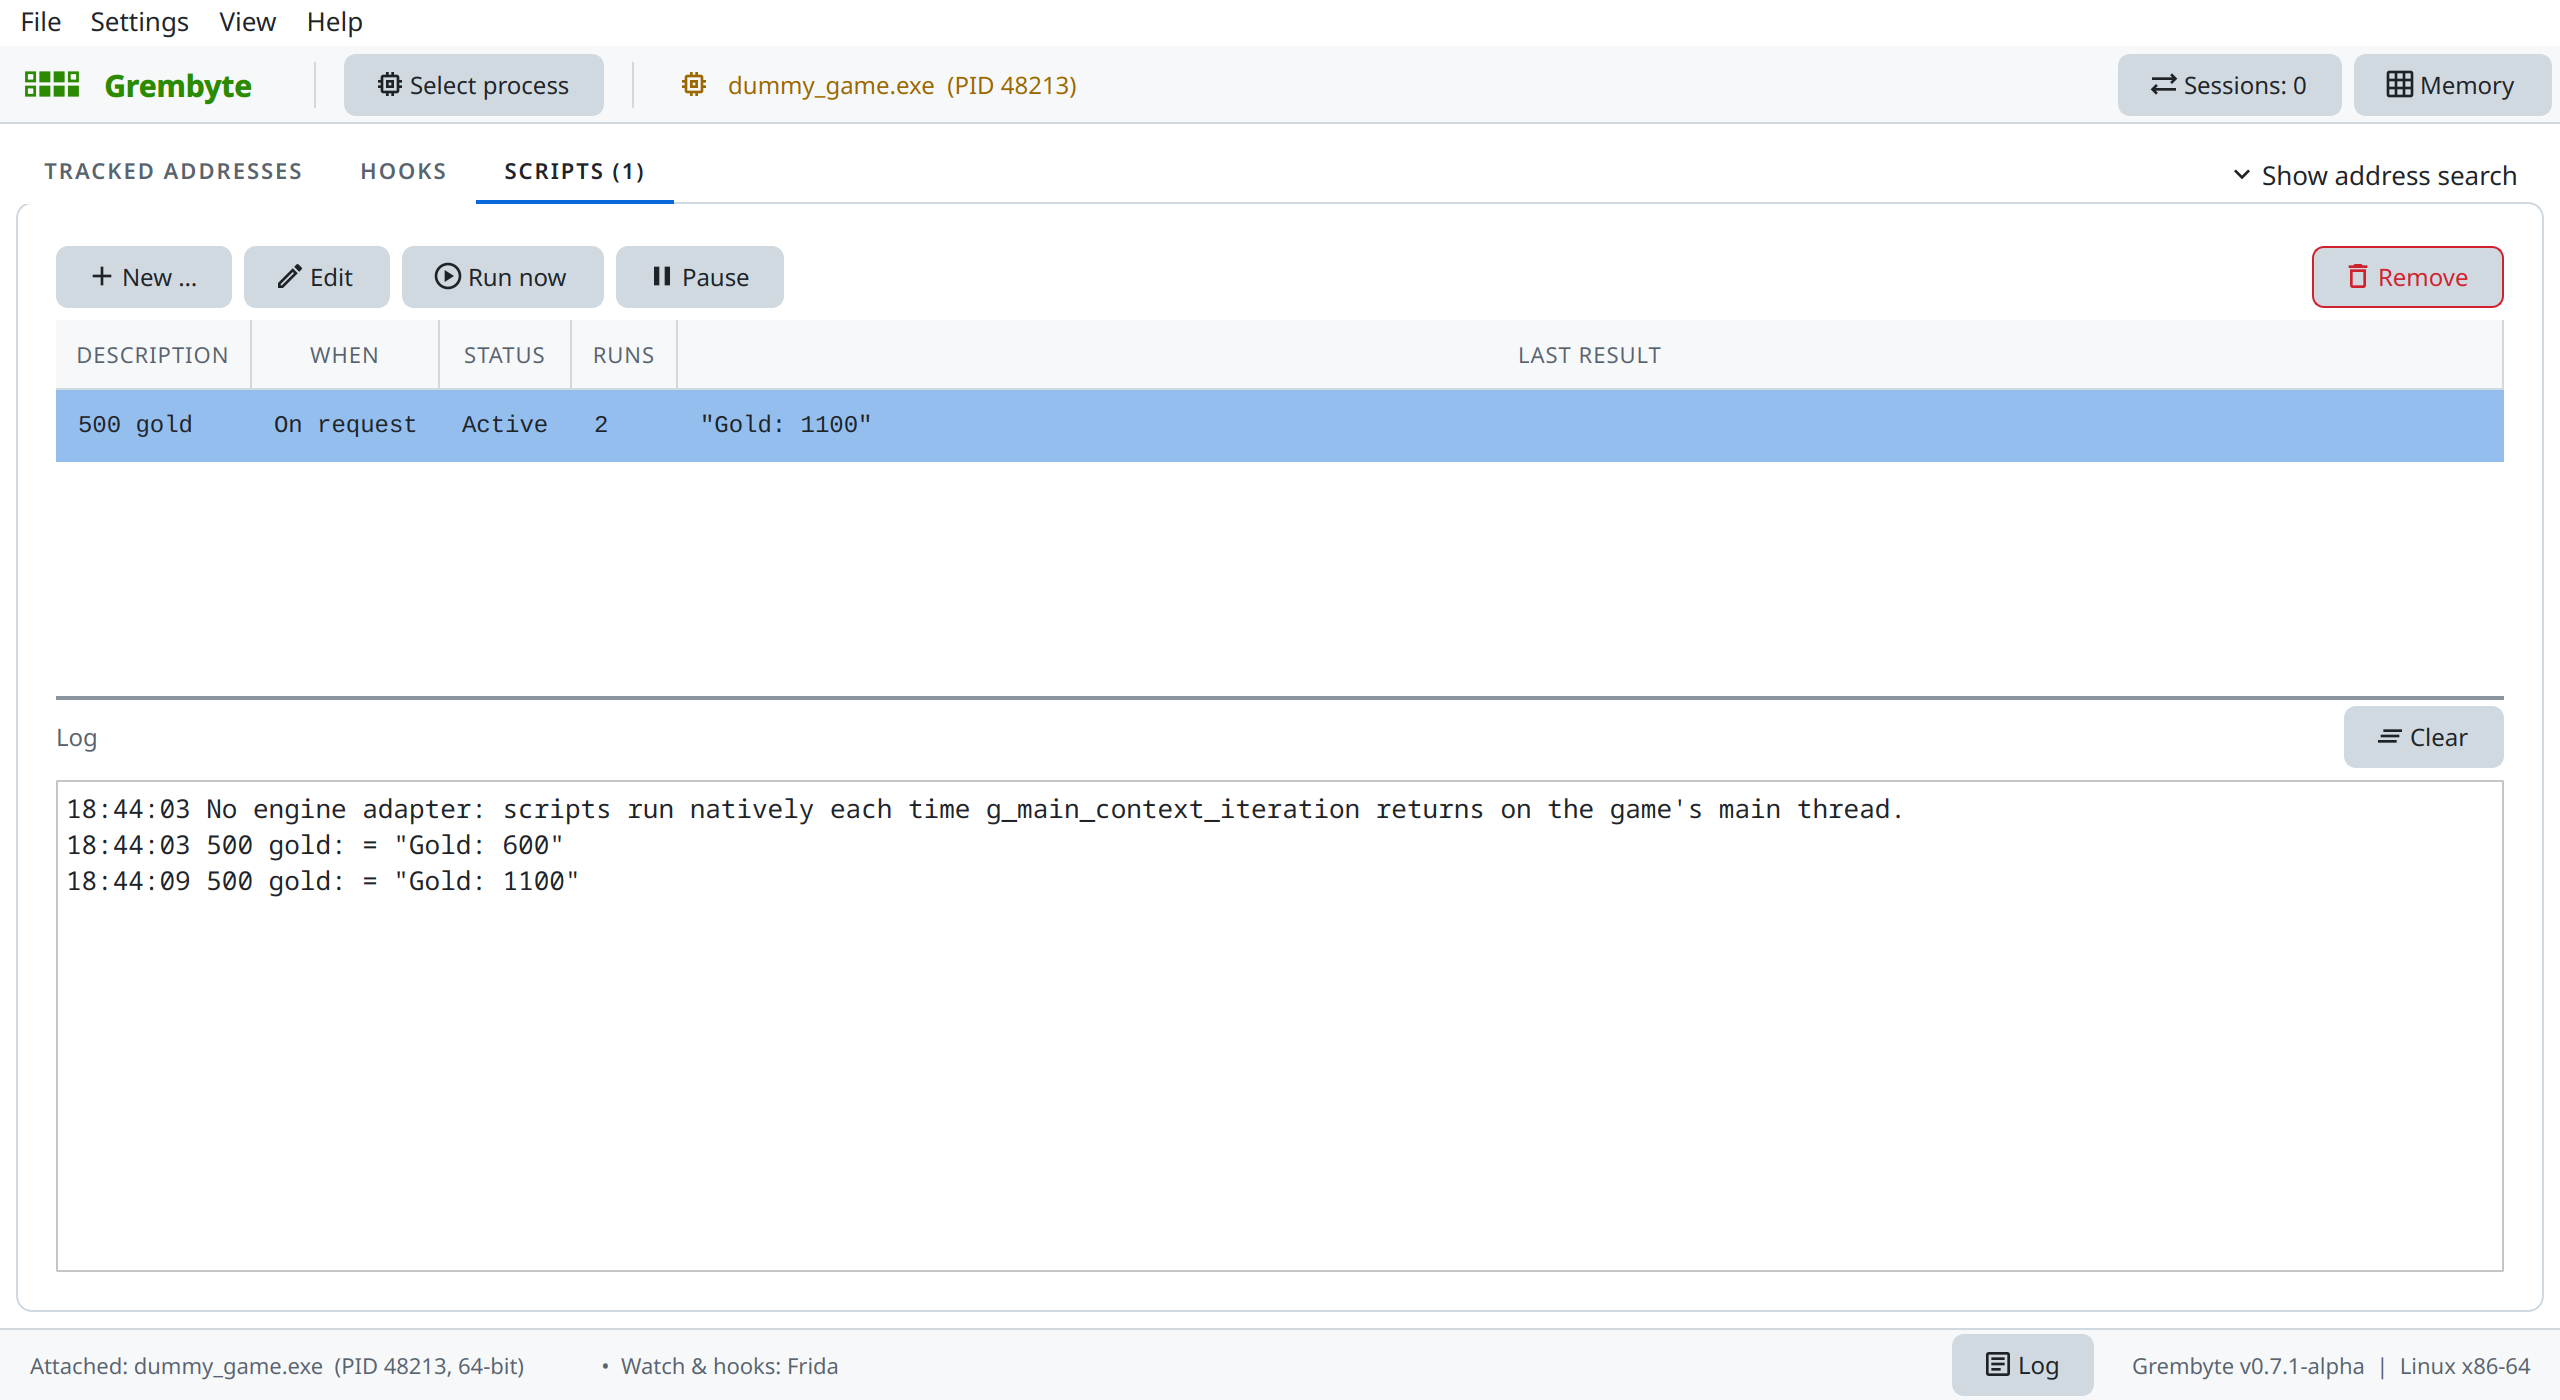 File Settings View Help
Grembyte Select process dummy_game.exe (PID 48213) Sessions: 0 Memory
TRACKED ADDRESSES HOOKS SCRIPTS (1) Show address search
New ... Edit Run now Pause Remove
DESCRIPTION WHEN STATUS RUNS LAST RESULT
500 gold On request Active 2 "Gold: 1100"
Log Clear
18:44:03 No engine adapter: scripts run natively each time g_main_context_iteration returns on the game's main thread.
18:44:03 500 gold: = "Gold: 600"
18:44:09 500 gold: = "Gold: 1100"
Attached: dummy_game.exe (PID 48213, 64-bit) • Watch & hooks: Frida Log Grembyte v0.7.1-alpha | Linux x86-64